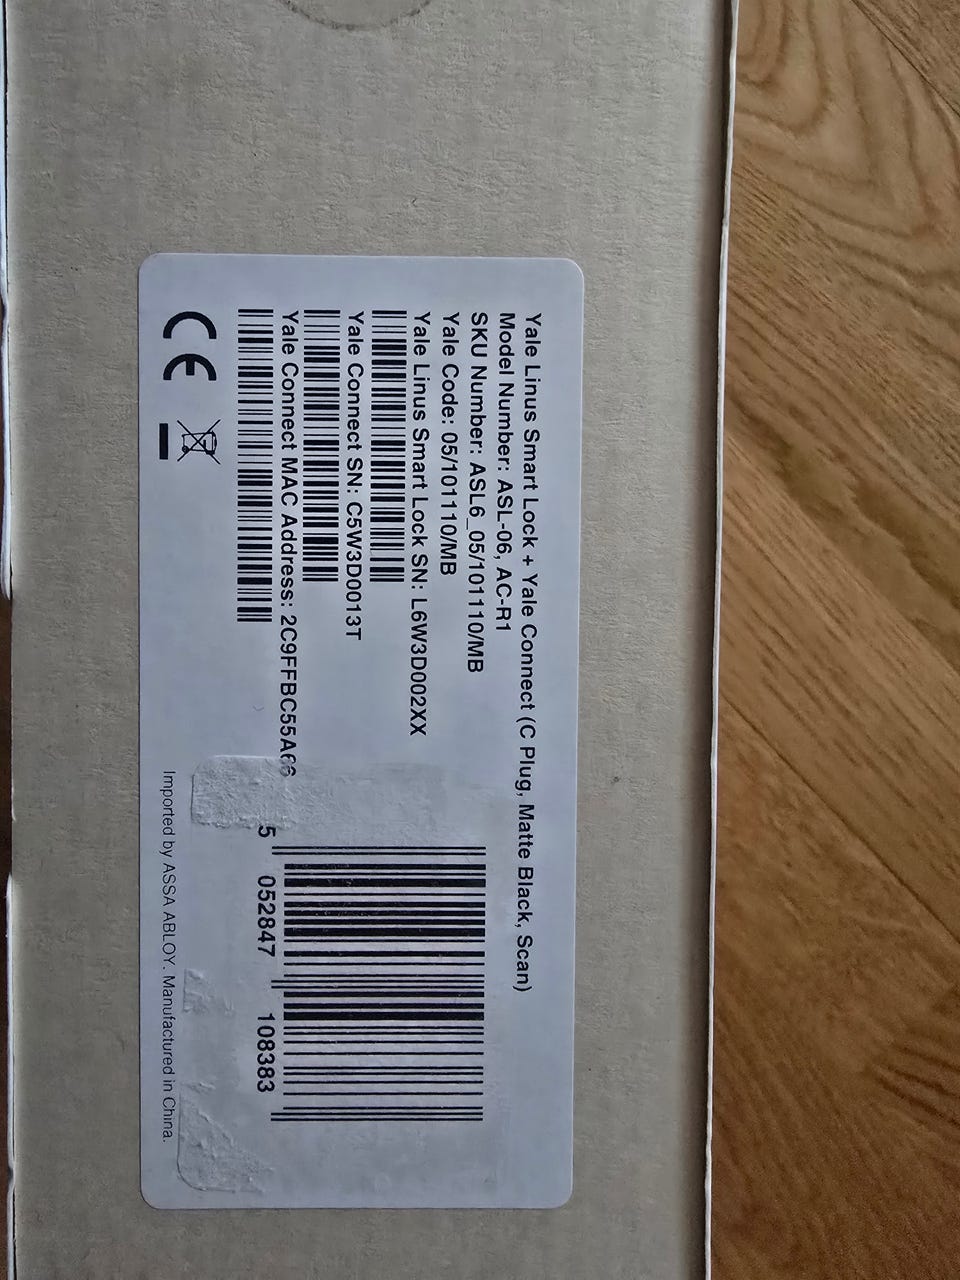 Yale Linus Smart Lock + Yale Connect (C Plug, Matte Black, Scan)
Model Number: ASL-06, AC-R1
SKU Number: ASL6_05/101110/MB
Yale Code: 05/101110/MB
Yale Linus Smart Lock SN: L6W3D002XX
Yale Connect SN: C5W3D0013T
Yale Connect MAC Address:
5 052847 108383
CE
Imported by ASSA ABLOY. Manufactured in China.